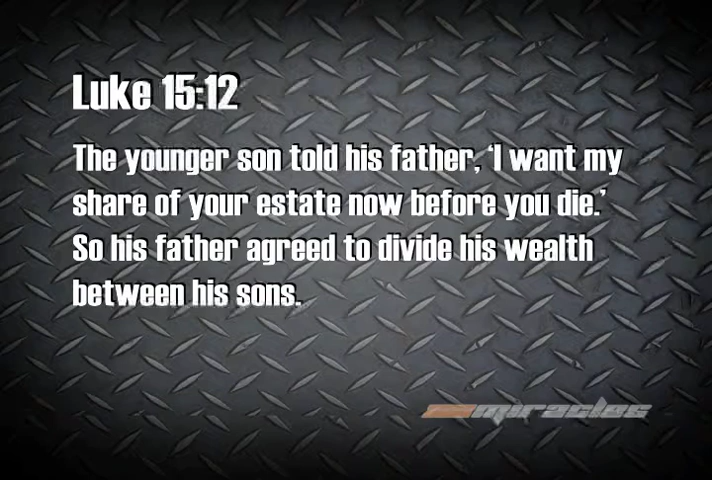 Luke 15:12
The younger son told his father, ‘I want my
share of your estate now before you die.’
So his father agreed to divide his wealth
between his sons.
miracles